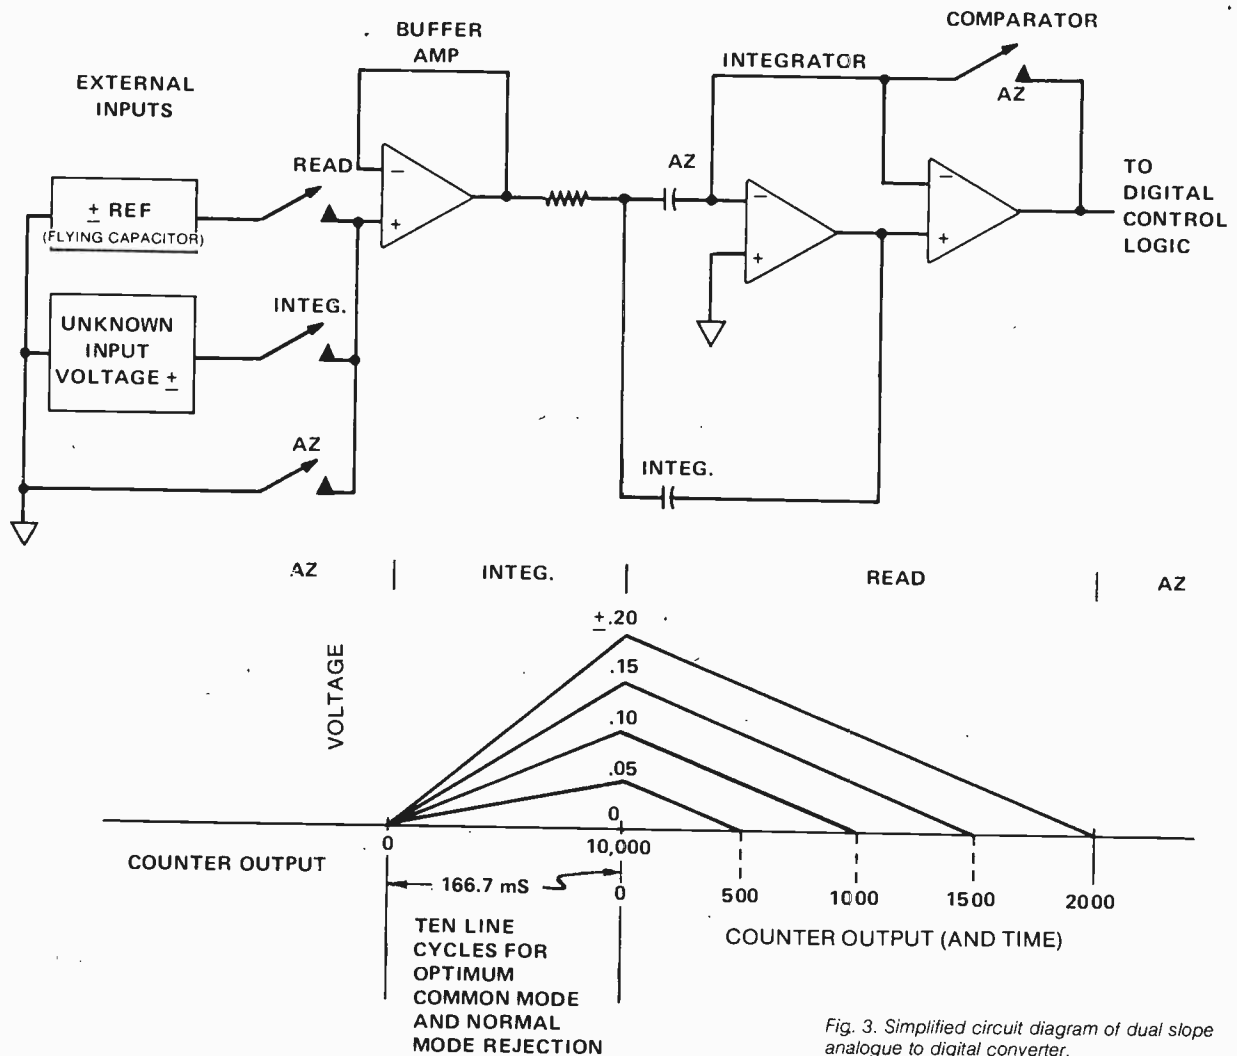 EXTERNAL
INPUTS
BUFFER
AMP
INTEGRATOR
COMPARATOR
AZ
READ
± REF
(FLYING CAPACITOR)
−
+
AZ
−
+
−
+
TO
DIGITAL
CONTROL
LOGIC
INTEG.
UNKNOWN
INPUT
VOLTAGE ±
AZ
INTEG.
AZ | INTEG. | READ | AZ
VOLTAGE
±.20
.15
.10
.05
0
COUNTER OUTPUT
0 10,000
166.7 mS
0 500 1000 1500 2000
COUNTER OUTPUT (AND TIME)
TEN LINE
CYCLES FOR
OPTIMUM
COMMON MODE
AND NORMAL
MODE REJECTION
Fig. 3. Simplified circuit diagram of dual slope
analogue to digital converter.